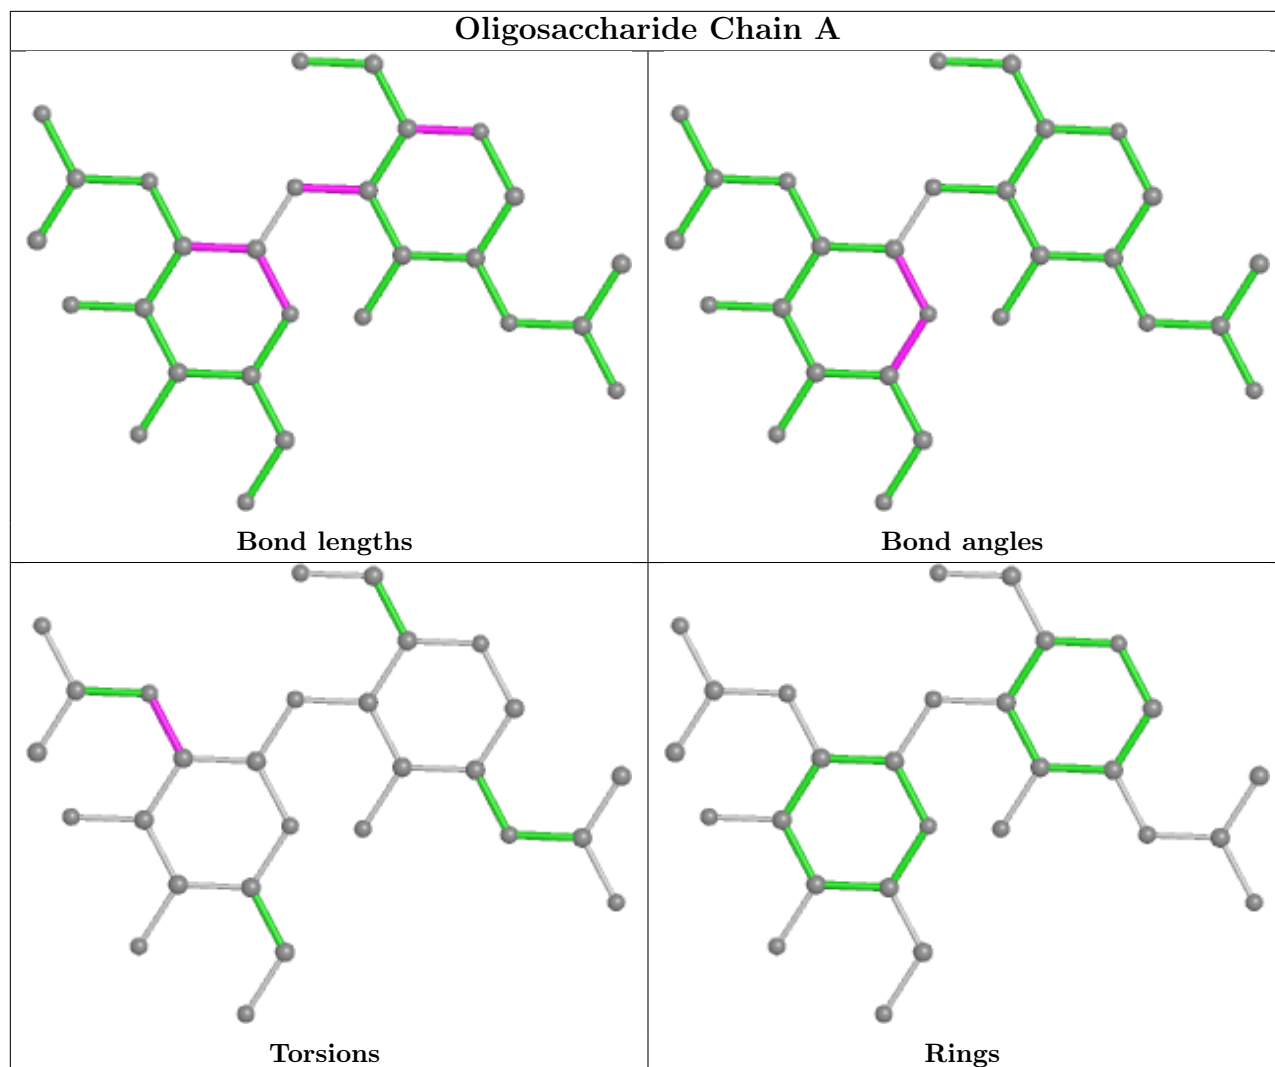 Oligosaccharide Chain A
Bond lengths
Bond angles
Torsions
Rings